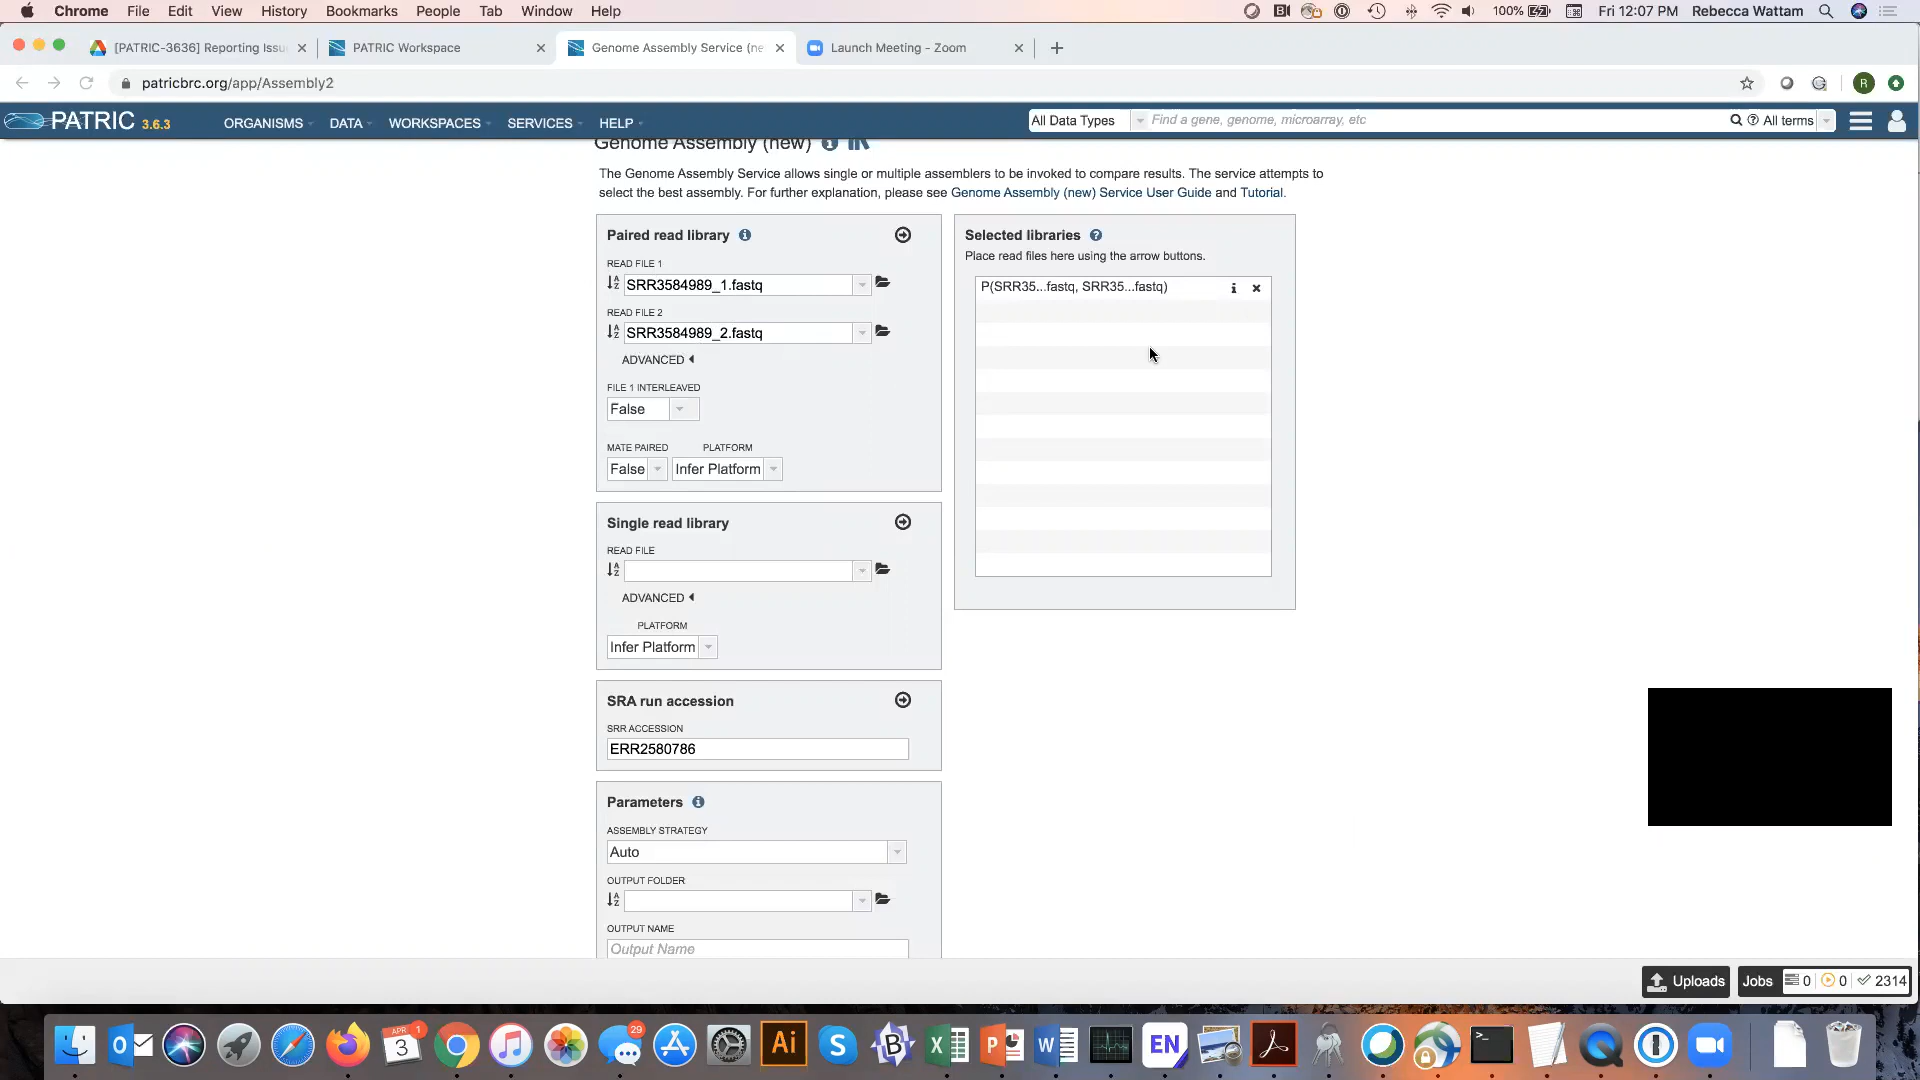 Chrome File Edit View History Bookmarks People Tab Window Help
100% Fri 12:07 PM Rebecca Wattam
[PATRIC-3636] Reporting Issu
PATRIC Workspace
Genome Assembly Service (ne
Launch Meeting - Zoom
patricbrc.org/app/Assembly2
R
PATRIC 3.6.3
ORGANISMS DATA WORKSPACES SERVICES HELP
All Data Types
Find a gene, genome, microarray, etc
All terms
Genome Assembly (new)
The Genome Assembly Service allows single or multiple assemblers to be invoked to compare results. The service attempts to
select the best assembly. For further explanation, please see Genome Assembly (new) Service User Guide and Tutorial.
Paired read library
READ FILE 1
SRR3584989_1.fastq
READ FILE 2
SRR3584989_2.fastq
ADVANCED
FILE 1 INTERLEAVED
False
MATE PAIRED PLATFORM
False Infer Platform
Selected libraries
Place read files here using the arrow buttons.
P(SRR35...fastq, SRR35...fastq)
Single read library
READ FILE
ADVANCED
PLATFORM
Infer Platform
SRA run accession
SRR ACCESSION
ERR2580786
Parameters
ASSEMBLY STRATEGY
Auto
OUTPUT FOLDER
OUTPUT NAME
Output Name
Uploads
Jobs 0 0 2314
APR 1
3
29
Ai
EN